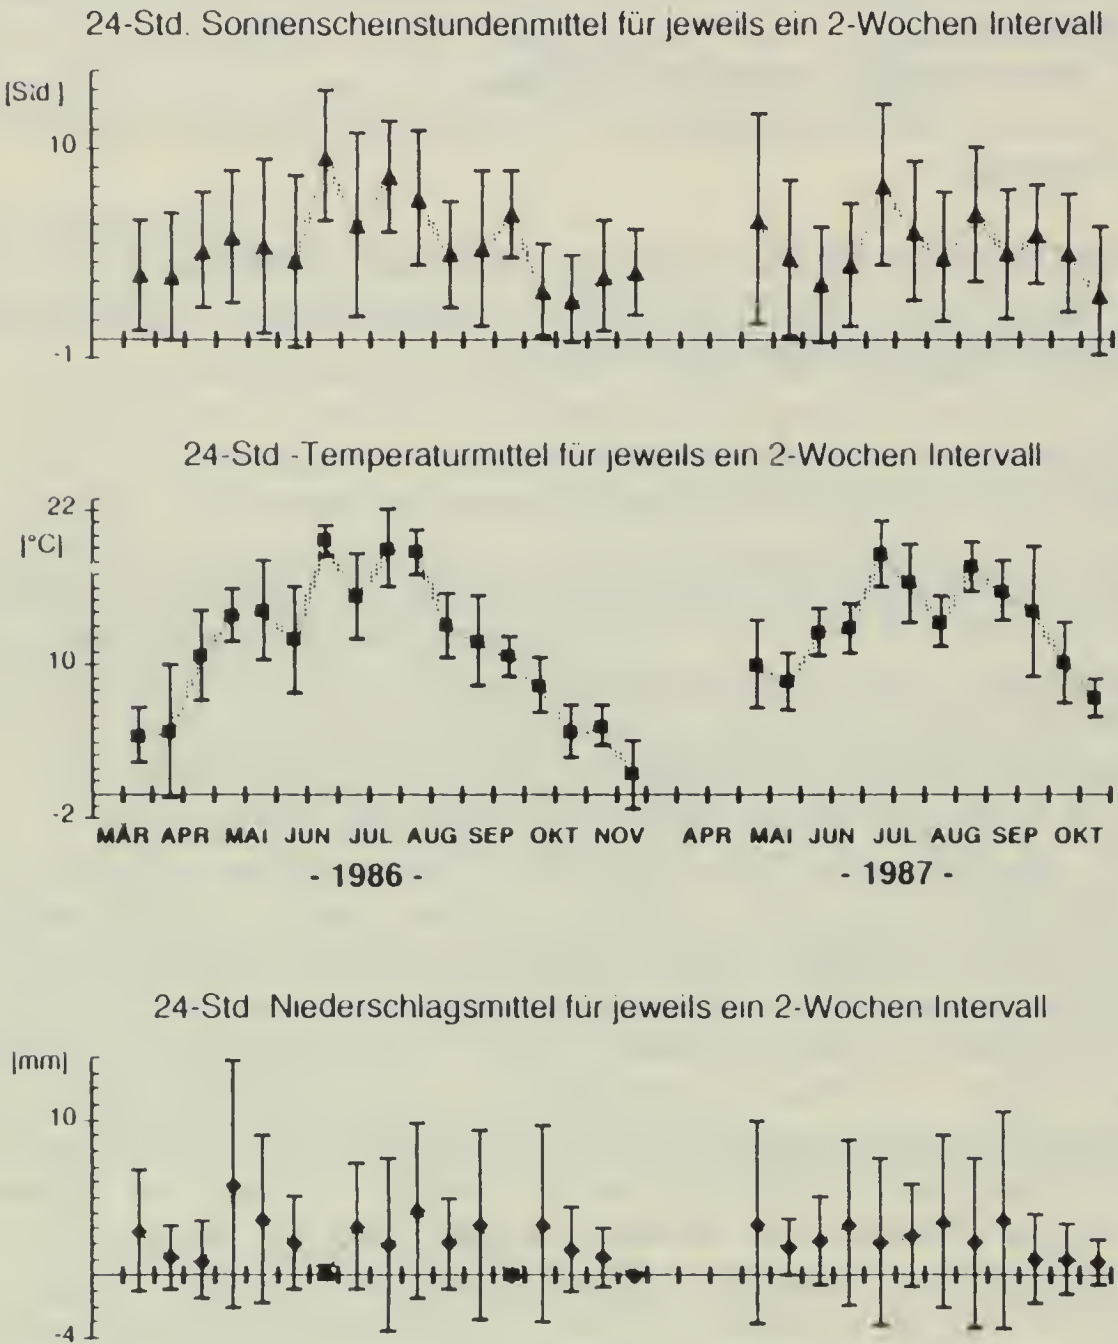 24-Std. Sonnenscheinstundenmittel für jeweils ein 2-Wochen Intervall
[Std]
10
-1
24-Std -Temperaturmittel für jeweils ein 2-Wochen Intervall
22
[°C]
10
-2
MÄR APR MAI JUN JUL AUG SEP OKT NOV APR MAI JUN JUL AUG SEP OKT
- 1986 - - 1987 -
24-Std Niederschlagsmittel für jeweils ein 2-Wochen Intervall
[mm]
10
-4